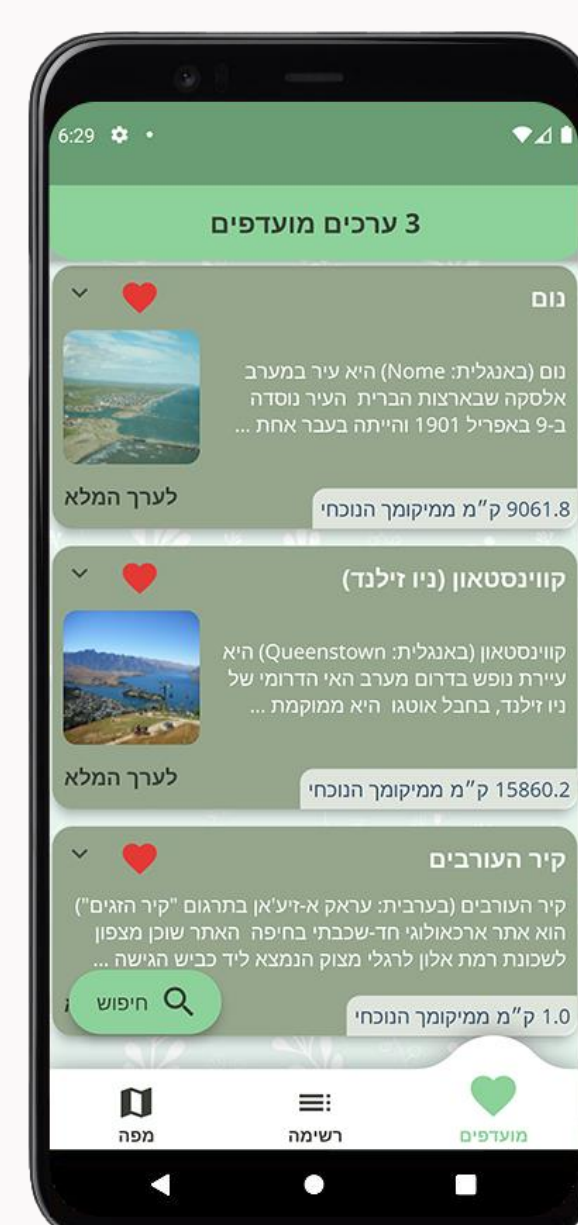 6:29
3 ערכים מועדפים
נום
נום (באנגלית: Nome) היא עיר במערב
אלסקה שבארצות הברית העיר נוסדה
ב-9 באפריל 1901 והייתה בעבר אחת ...
לערך המלא
9061.8 ק״מ ממיקומך הנוכחי
קווינסטאון (ניו זילנד)
קווינסטאון (באנגלית: Queenstown) היא
עיירת נופש בדרום מערב האי הדרומי של
ניו זילנד, בחבל אוטגו היא ממוקמת ...
לערך המלא
15860.2 ק״מ ממיקומך הנוכחי
קיר העורבים
קיר העורבים (בערבית: עראק א-זיע'אן בתרגום "קיר הזגים")
הוא אתר ארכאולוגי חד-שכבתי בחיפה האתר שוכן מצפון
לשכונת רמת אלון לרגלי מצוק הנמצא ליד כביש הגישה ...
חיפוש
1.0 ק״מ ממיקומך הנוכחי
מועדפים
רשימה
מפה